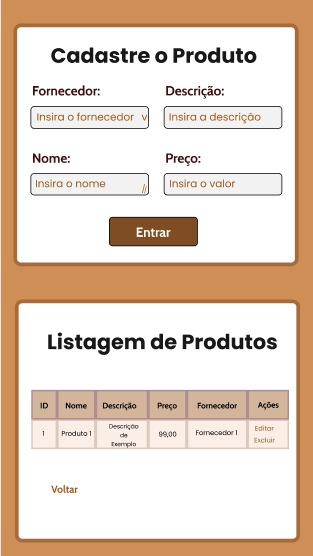 Cadastre o Produto
Fornecedor: Descrição:
Insira o fornecedor v Insira a descrição
Nome: Preço:
Insira o nome // Insira o valor
Entrar
Listagem de Produtos
ID Nome Descrição Preço Fornecedor Ações
1 Produto 1 Descrição de Exemplo 99,00 Fornecedor 1 Editar Excluir
Voltar